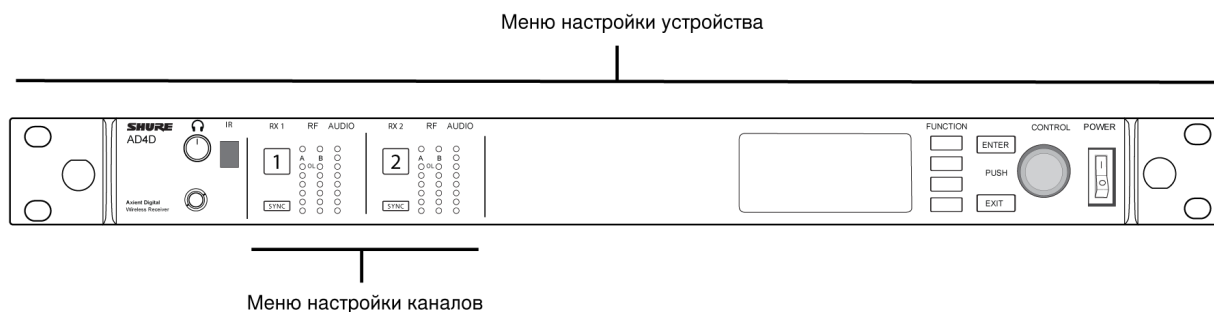 Меню настройки устройства
SHURE
AD4D
IR
RX 1 RF AUDIO
RX 2 RF AUDIO
FUNCTION
CONTROL
POWER
A B
OL
A B
OL
1
2
ENTER
PUSH
EXIT
SYNC
SYNC
Axient Digital
Wireless Receiver
I
O
Меню настройки каналов